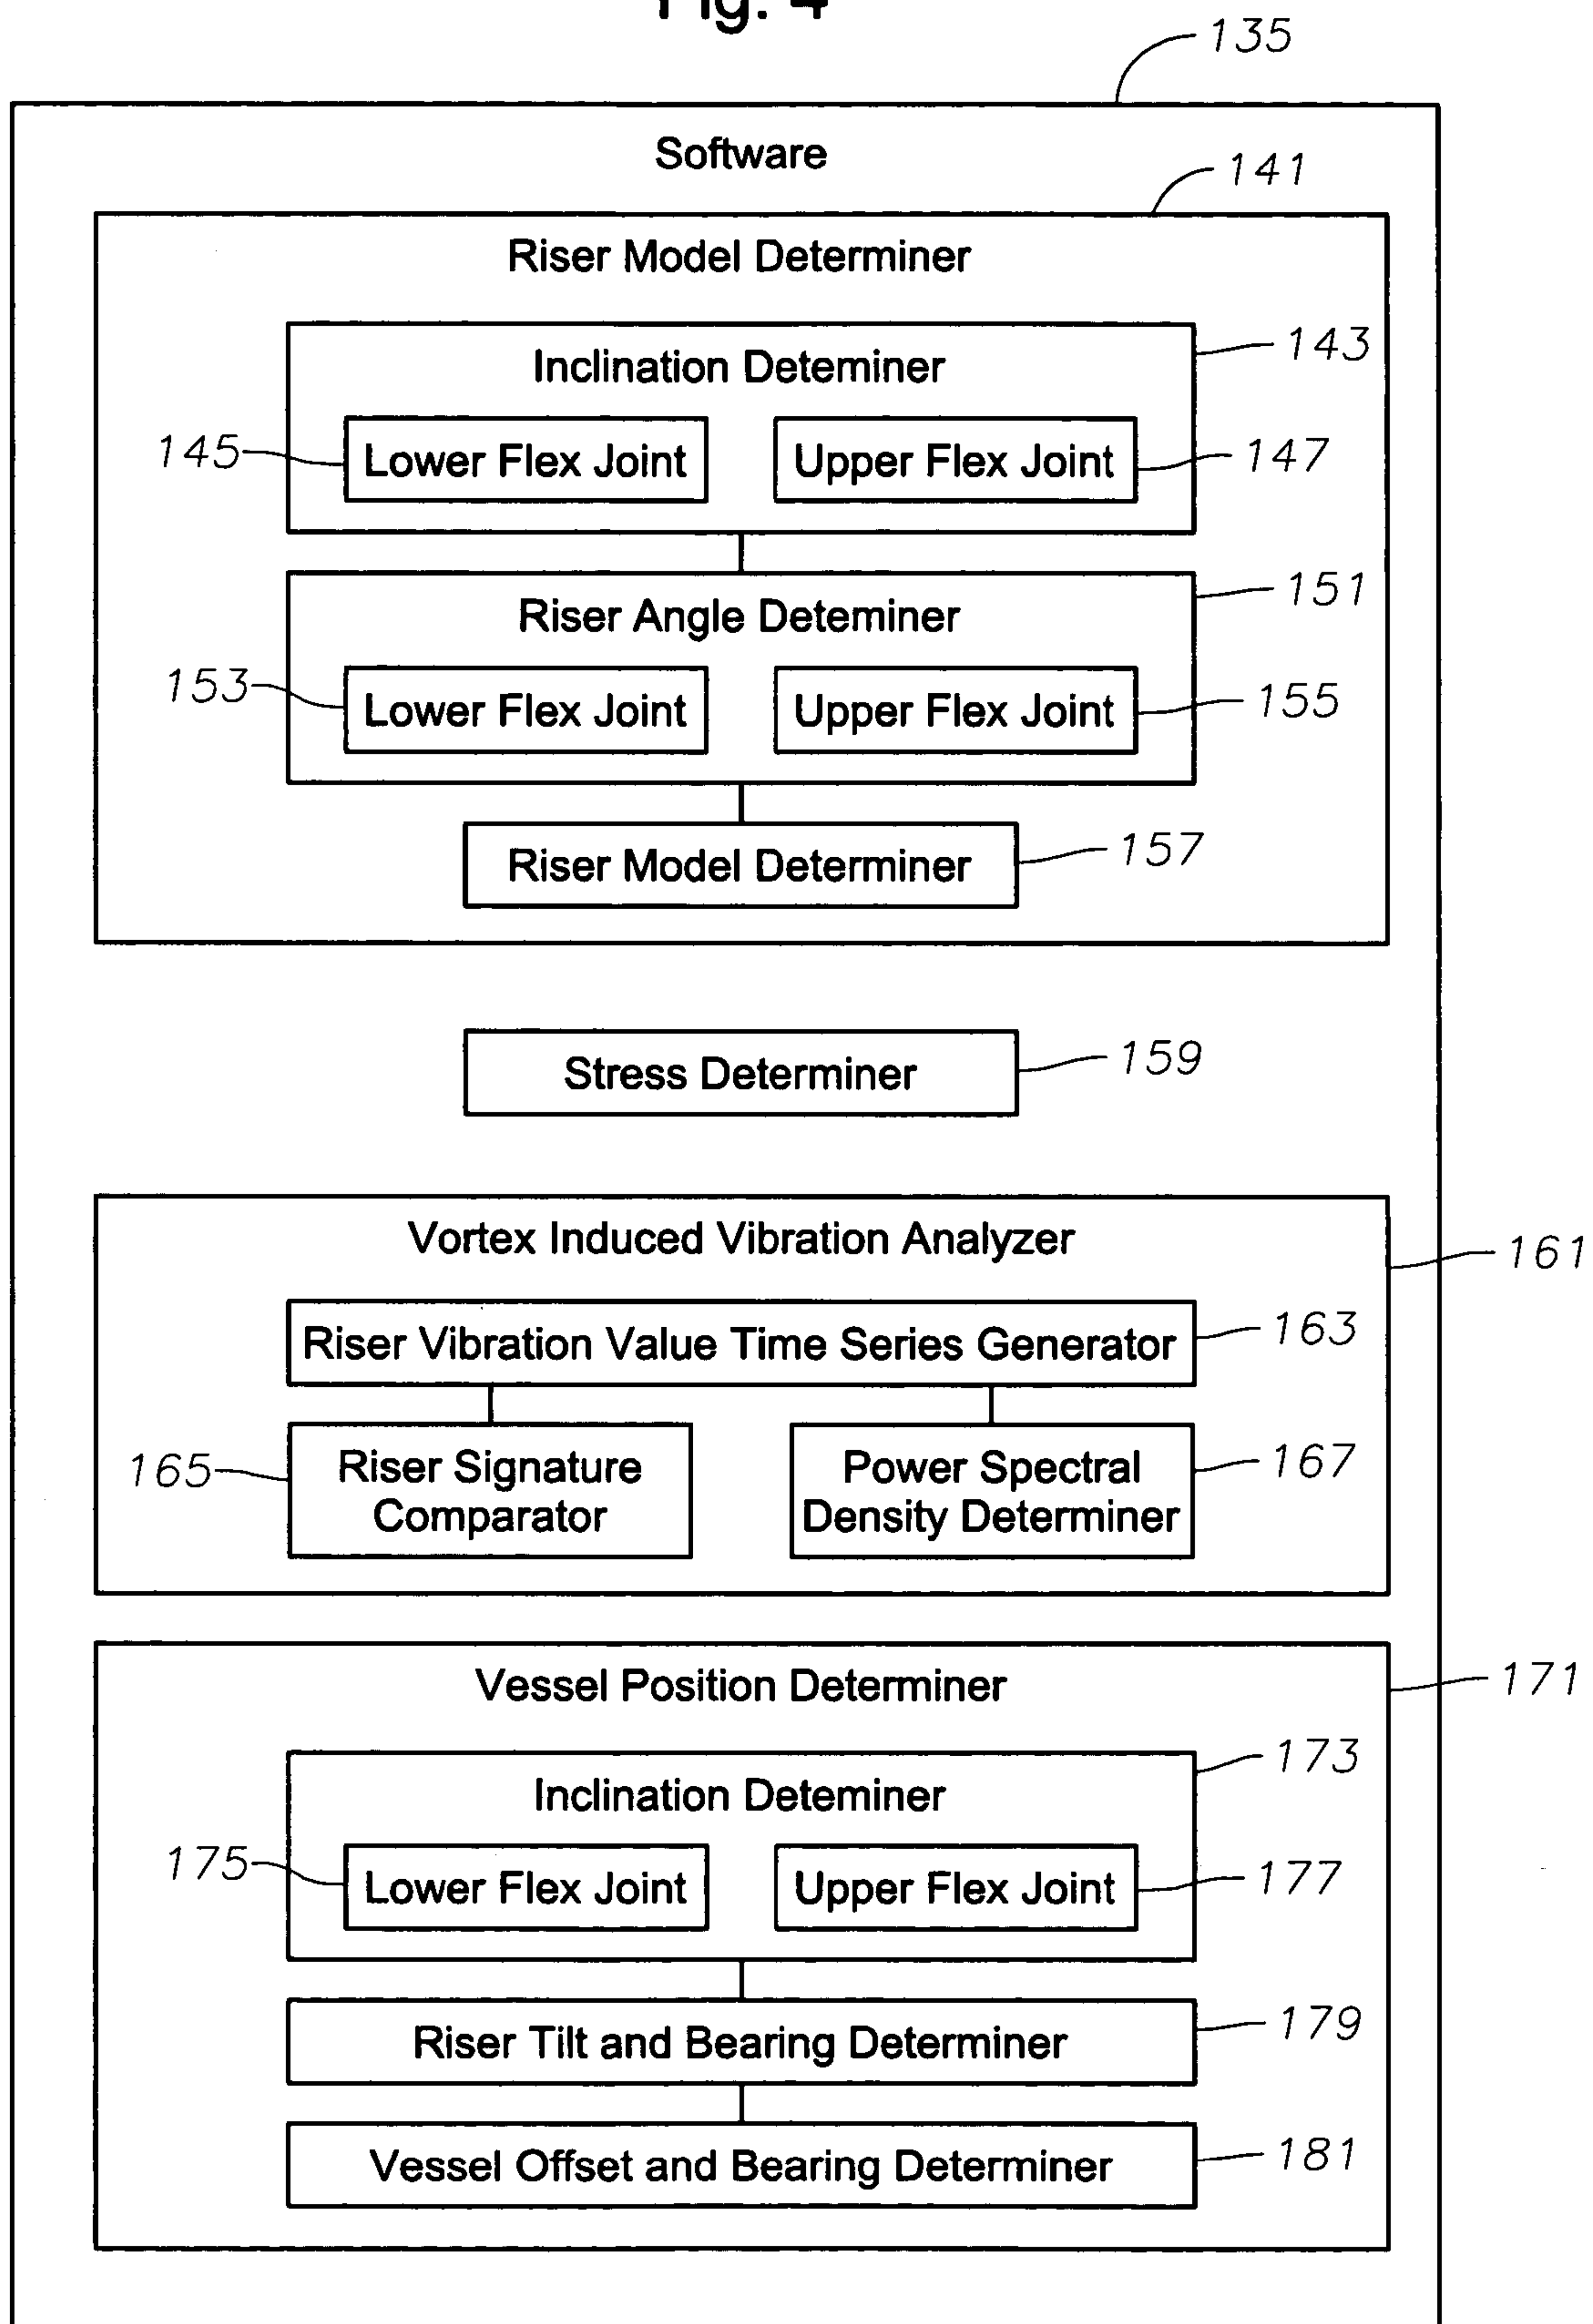 Fig. 4
135
Software
141
Riser Model Determiner
143
Inclination Deteminer
145
Lower Flex Joint
Upper Flex Joint
147
151
Riser Angle Deteminer
153
Lower Flex Joint
Upper Flex Joint
155
Riser Model Determiner
157
Stress Determiner
159
Vortex Induced Vibration Analyzer
161
Riser Vibration Value Time Series Generator
163
165
Riser Signature
Comparator
Power Spectral
Density Determiner
167
Vessel Position Determiner
171
173
Inclination Deteminer
175
Lower Flex Joint
Upper Flex Joint
177
Riser Tilt and Bearing Determiner
179
Vessel Offset and Bearing Determiner
181